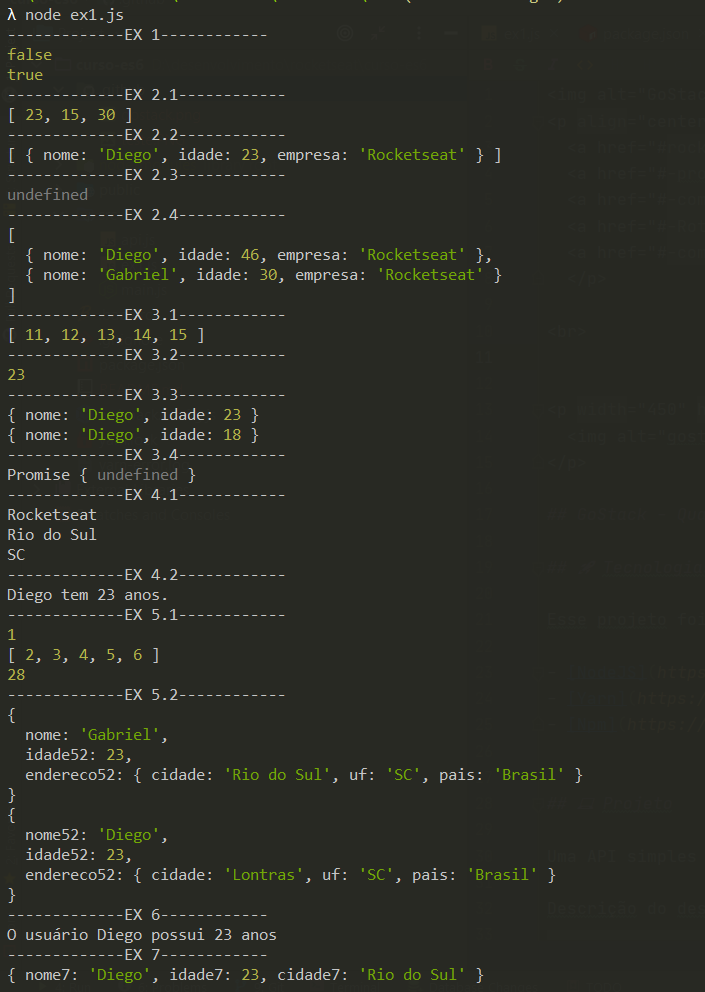 λ node ex1.js
-------------EX 1------------
false
true
-------------EX 2.1------------
[ 23, 15, 30 ]
-------------EX 2.2------------
[ { nome: 'Diego', idade: 23, empresa: 'Rocketseat' } ]
-------------EX 2.3------------
undefined
-------------EX 2.4------------
[
  { nome: 'Diego', idade: 46, empresa: 'Rocketseat' },
  { nome: 'Gabriel', idade: 30, empresa: 'Rocketseat' }
]
-------------EX 3.1------------
[ 11, 12, 13, 14, 15 ]
-------------EX 3.2------------
23
-------------EX 3.3------------
{ nome: 'Diego', idade: 23 }
{ nome: 'Diego', idade: 18 }
-------------EX 3.4------------
Promise { undefined }
-------------EX 4.1------------
Rocketseat
Rio do Sul
SC
-------------EX 4.2------------
Diego tem 23 anos.
-------------EX 5.1------------
1
[ 2, 3, 4, 5, 6 ]
28
-------------EX 5.2------------
{
  nome: 'Gabriel',
  idade52: 23,
  endereco52: { cidade: 'Rio do Sul', uf: 'SC', pais: 'Brasil' }
}
{
  nome52: 'Diego',
  idade52: 23,
  endereco52: { cidade: 'Lontras', uf: 'SC', pais: 'Brasil' }
}
-------------EX 6------------
O usuário Diego possui 23 anos
-------------EX 7------------
{ nome7: 'Diego', idade7: 23, cidade7: 'Rio do Sul' }